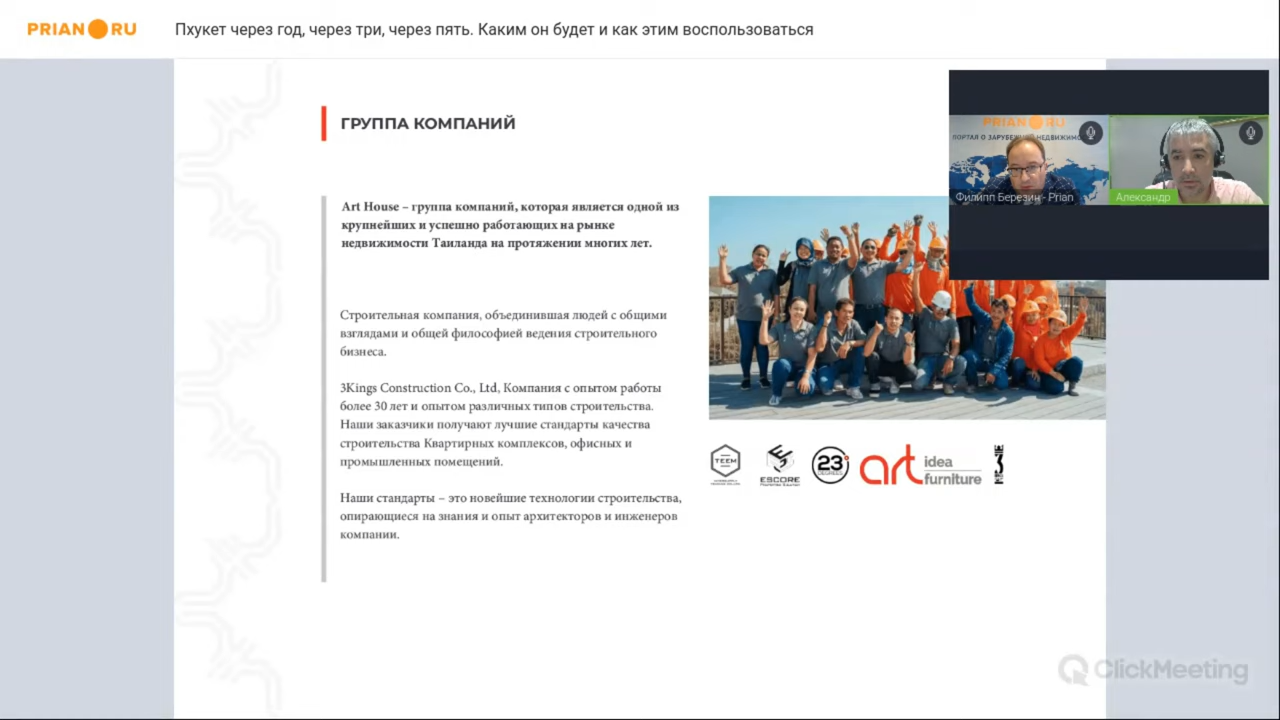 PRIAN RU
Пхукет через год, через три, через пять. Каким он будет и как этим воспользоваться
ГРУППА КОМПАНИЙ
PRIAN RU
Филипп Березин - Prian
Александр
Art House – группа компаний, которая является одной из
крупнейших и успешно работающих на рынке
недвижимости Таиланда на протяжении многих лет.
Строительная компания, объединившая людей с общими
взглядами и общей философией ведения строительного
бизнеса.
3Kings Construction Co., Ltd, Компания с опытом работы
более 30 лет и опытом различных типов строительства.
Наши заказчики получают лучшие стандарты качества
строительства Квартирных комплексов, офисных и
промышленных помещений.
Наши стандарты – это новейшие технологии строительства,
опирающиеся на знания и опыт архитекторов и инженеров
компании.
TEEM
ESCORE
23
DEGREES
art idea
furniture
ClickMeeting